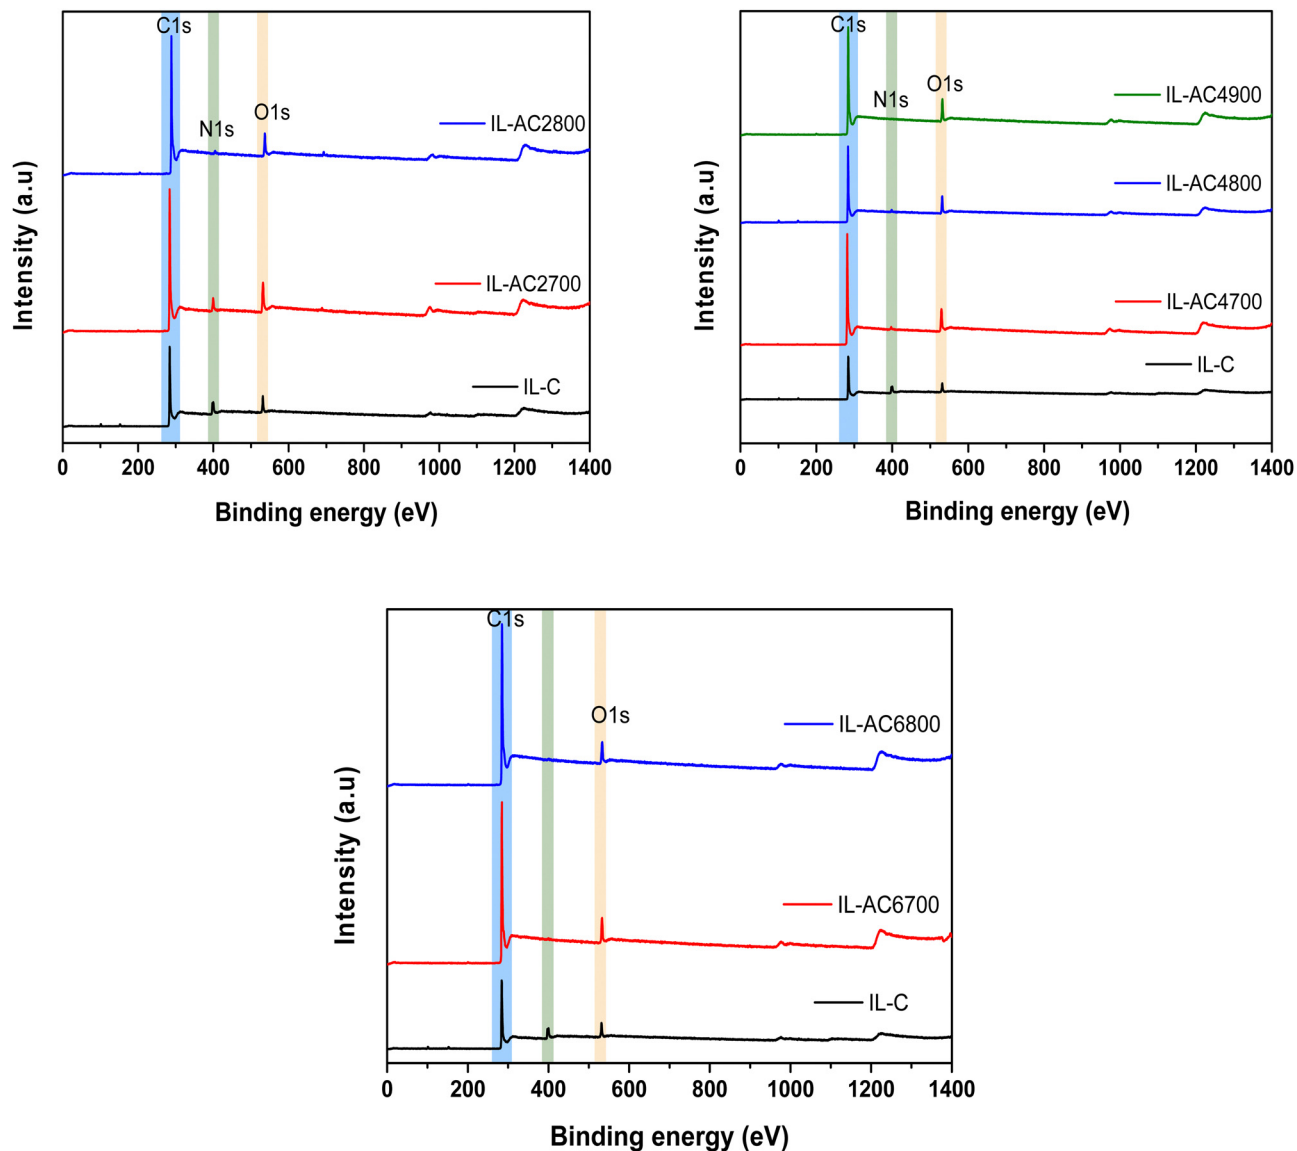 C1s
N1s
O1s
IL-AC2800
IL-AC2700
IL-C
Intensity (a.u)
0 200 400 600 800 1000 1200 1400
Binding energy (eV)
C1s
N1s
O1s
IL-AC4900
IL-AC4800
IL-AC4700
IL-C
Intensity (a.u)
0 200 400 600 800 1000 1200 1400
Binding energy (eV)
C1s
O1s
IL-AC6800
IL-AC6700
IL-C
Intensity (a.u)
0 200 400 600 800 1000 1200 1400
Binding energy (eV)